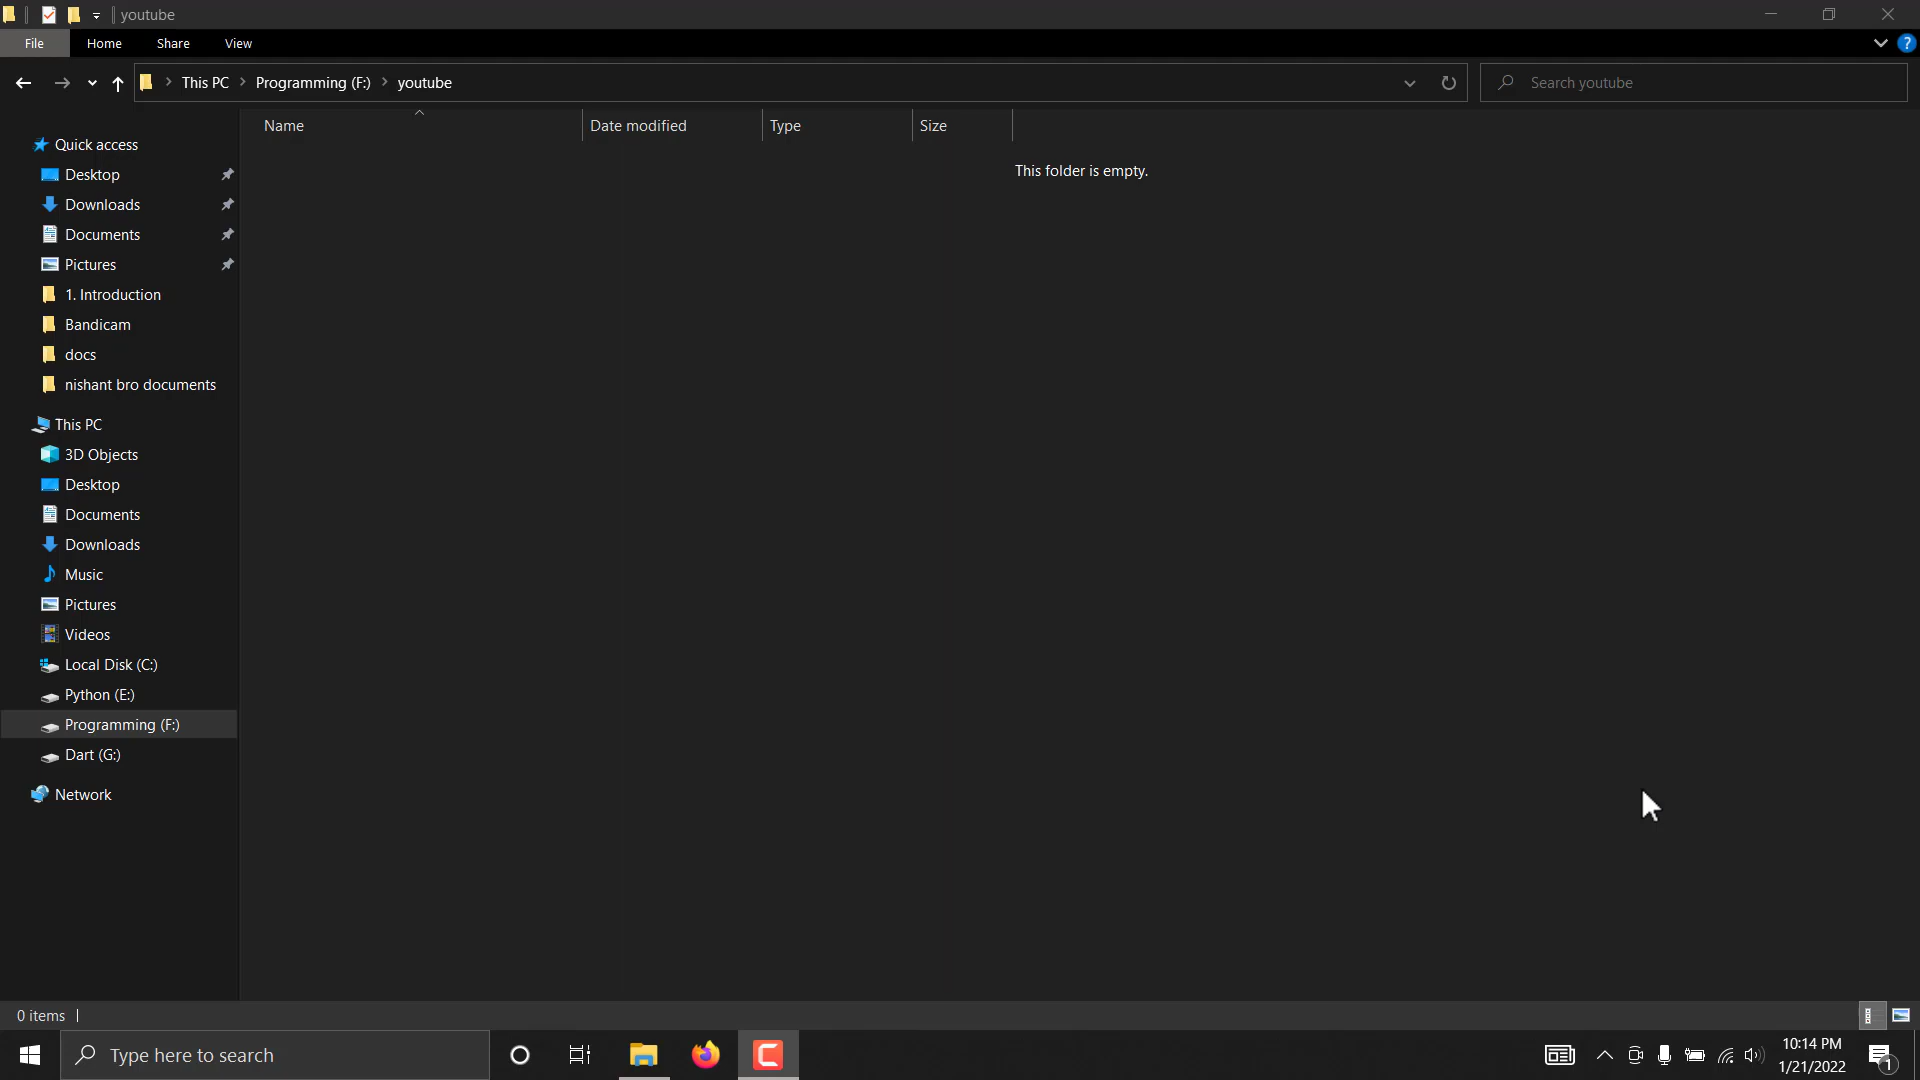 youtube
File Home Share View
This PC Programming (F:) youtube
Search youtube
Name Date modified Type Size
This folder is empty.
Quick access
Desktop
Downloads
Documents
Pictures
1. Introduction
Bandicam
docs
nishant bro documents
This PC
3D Objects
Desktop
Documents
Downloads
Music
Pictures
Videos
Local Disk (C:)
Python (E:)
Programming (F:)
Dart (G:)
Network
0 items
Type here to search
10:14 PM
1/21/2022
1